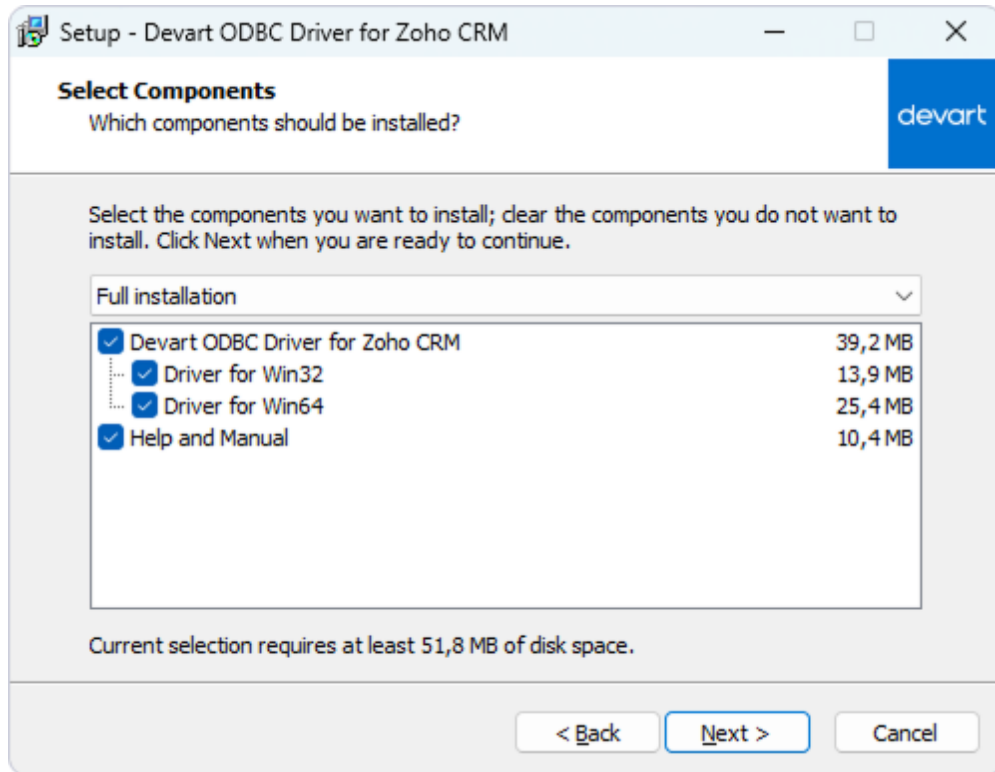 Setup - Devart ODBC Driver for Zoho CRM
Select Components
Which components should be installed?
devart
Select the components you want to install; clear the components you do not want to
install. Click Next when you are ready to continue.
Full installation
Devart ODBC Driver for Zoho CRM 39,2 MB
Driver for Win32 13,9 MB
Driver for Win64 25,4 MB
Help and Manual 10,4 MB
Current selection requires at least 51,8 MB of disk space.
< Back Next > Cancel